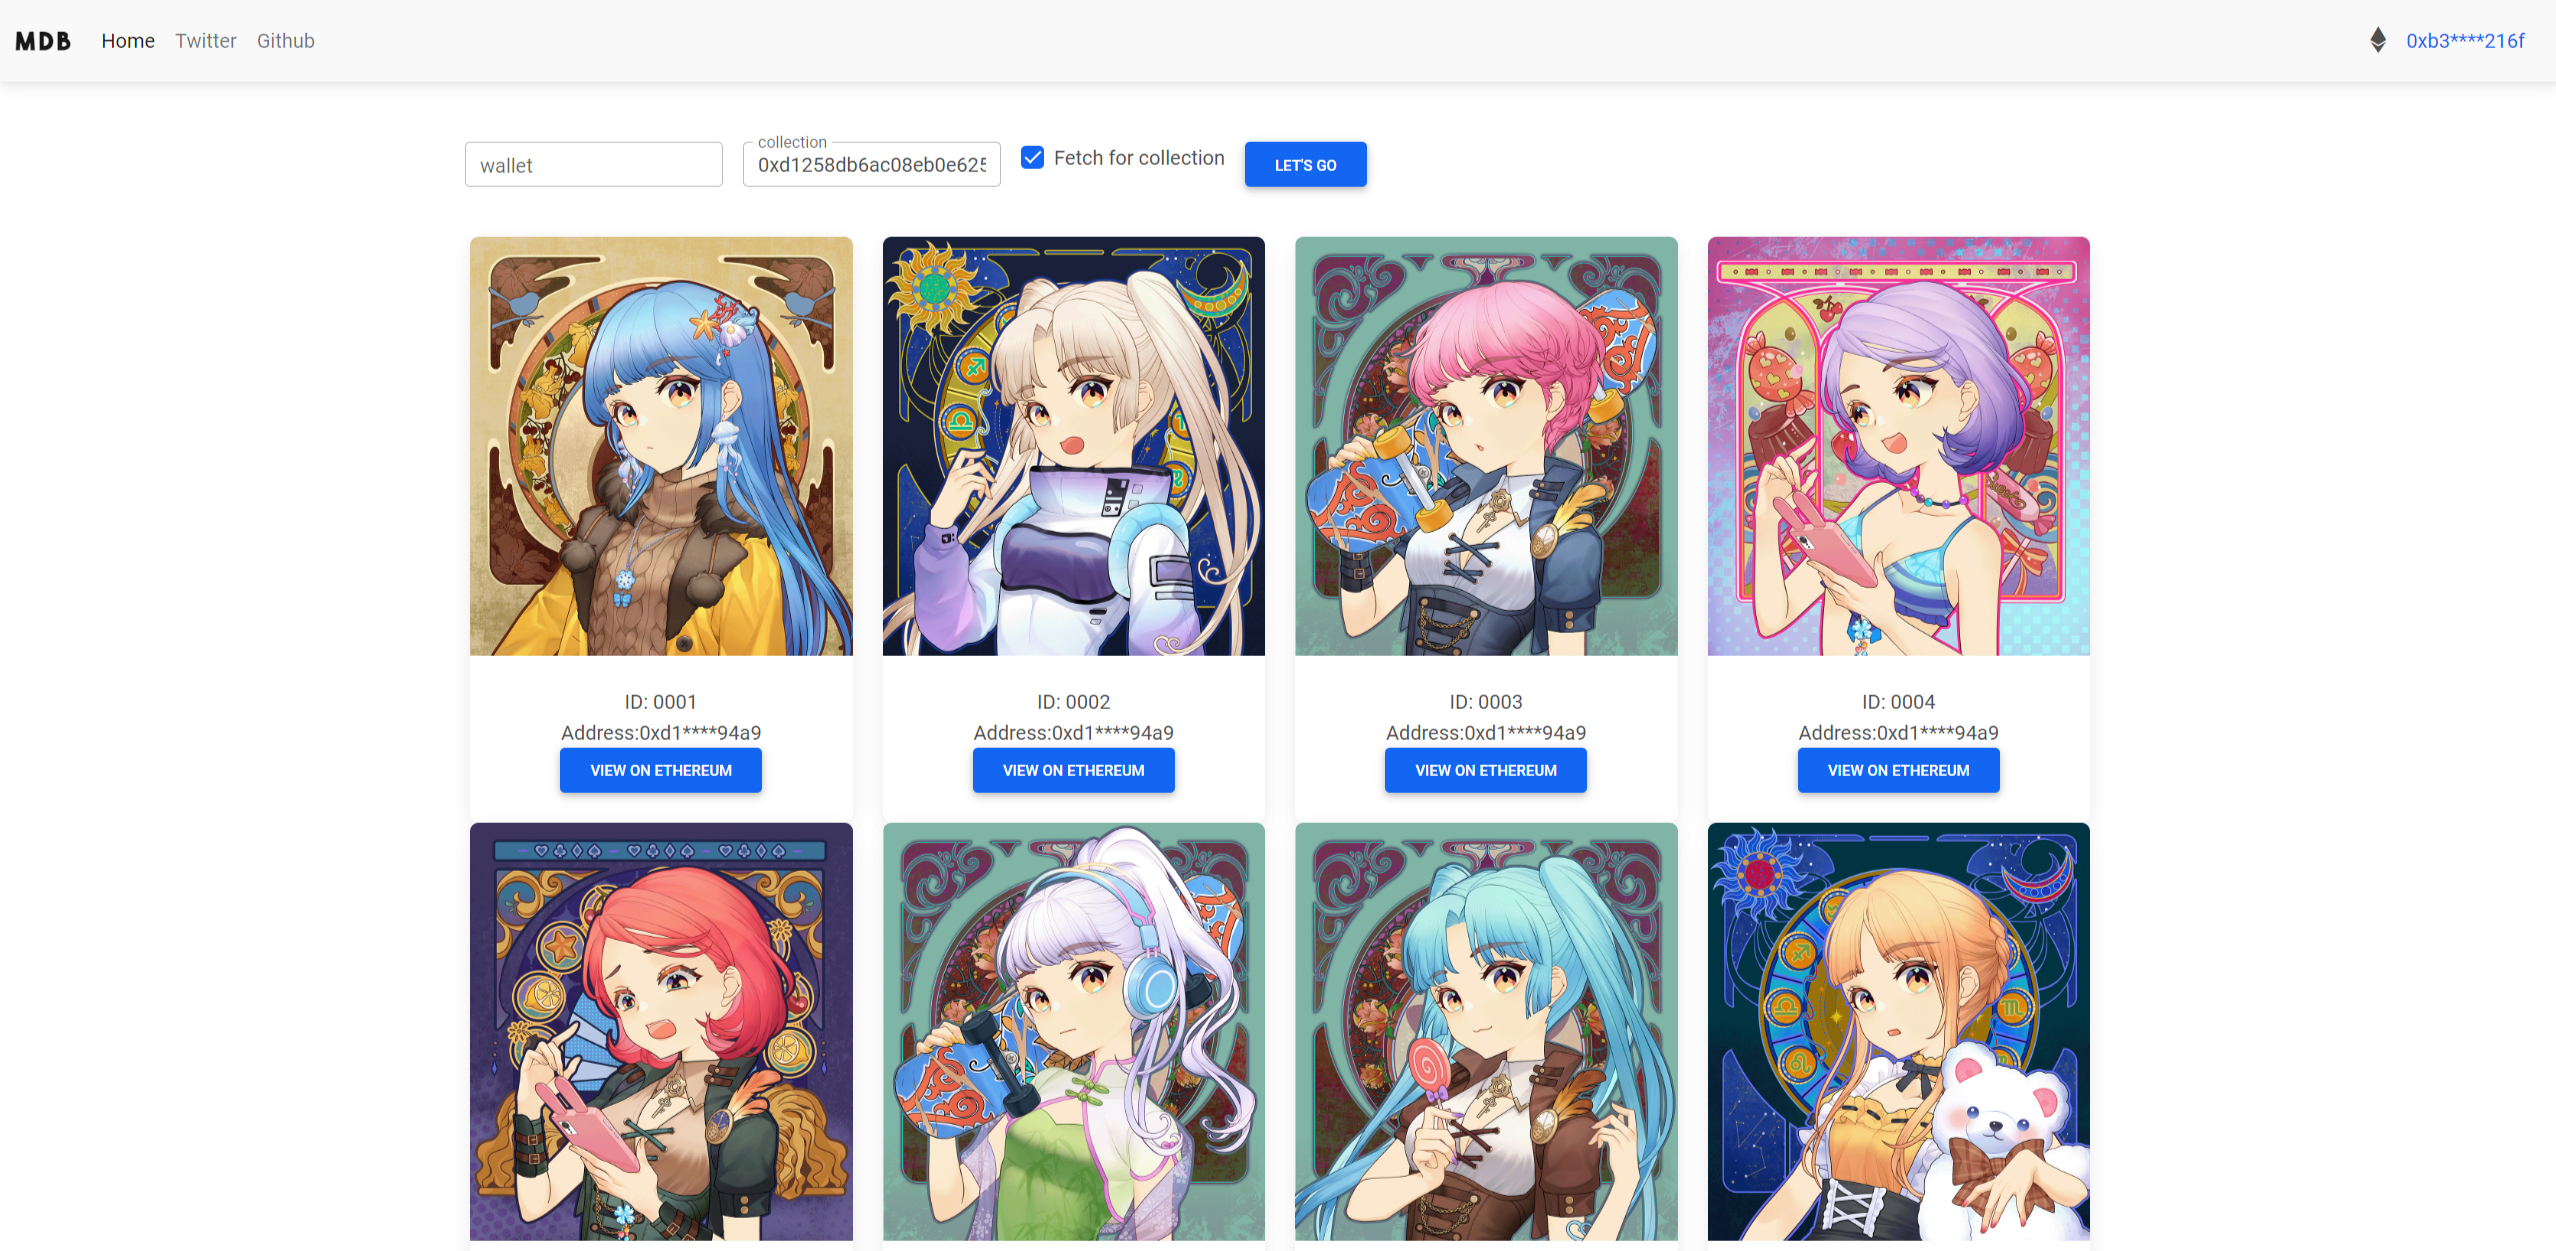 MDB Home Twitter Github 0xb3****216f
wallet
collection
0xd1258db6ac08eb0e625
Fetch for collection
LET'S GO
ID: 0001
Address:0xd1****94a9
VIEW ON ETHEREUM
ID: 0002
Address:0xd1****94a9
VIEW ON ETHEREUM
ID: 0003
Address:0xd1****94a9
VIEW ON ETHEREUM
ID: 0004
Address:0xd1****94a9
VIEW ON ETHEREUM